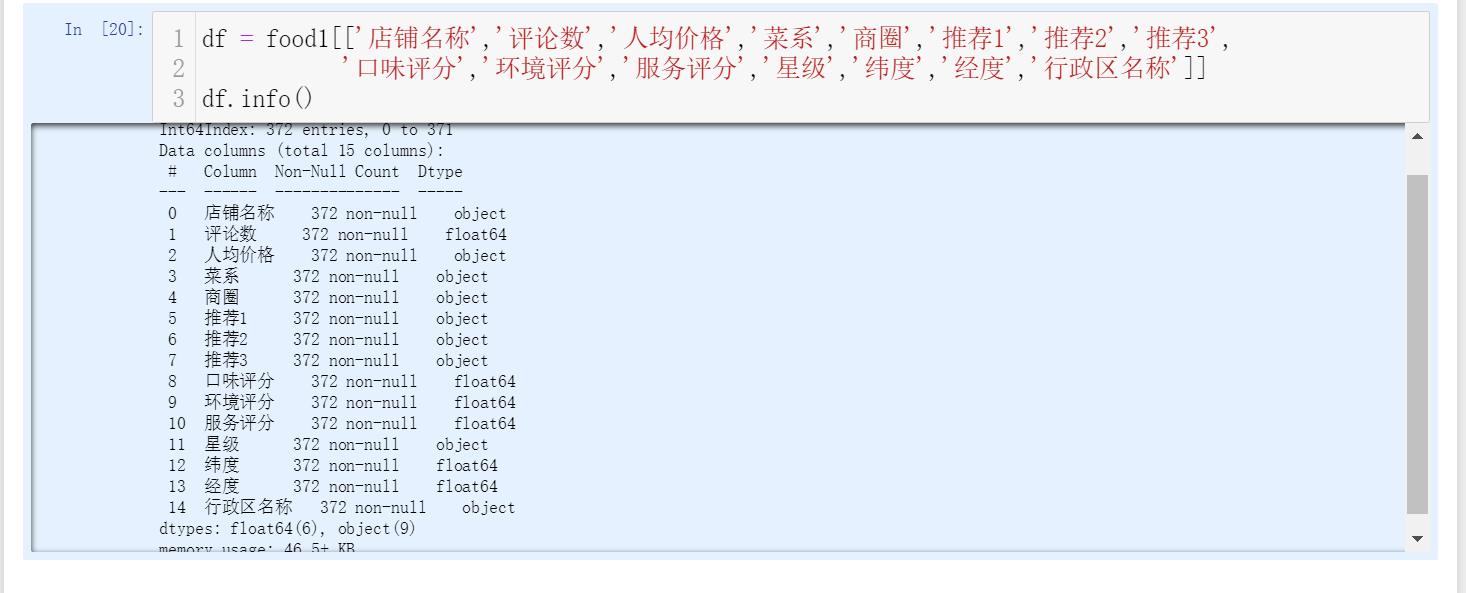 In [20]:
1 df = food1[['店铺名称','评论数','人均价格','菜系','商圈','推荐1','推荐2','推荐3',
2 '口味评分','环境评分','服务评分','星级','纬度','经度','行政区名称']]
3 df.info()
Int64Index: 372 entries, 0 to 371
Data columns (total 15 columns):
# Column Non-Null Count Dtype
--- ------ -------------- -----
0 店铺名称 372 non-null object
1 评论数 372 non-null float64
2 人均价格 372 non-null object
3 菜系 372 non-null object
4 商圈 372 non-null object
5 推荐1 372 non-null object
6 推荐2 372 non-null object
7 推荐3 372 non-null object
8 口味评分 372 non-null float64
9 环境评分 372 non-null float64
10 服务评分 372 non-null float64
11 星级 372 non-null object
12 纬度 372 non-null float64
13 经度 372 non-null float64
14 行政区名称 372 non-null object
dtypes: float64(6), object(9)
memory usage: 46.5+ KB